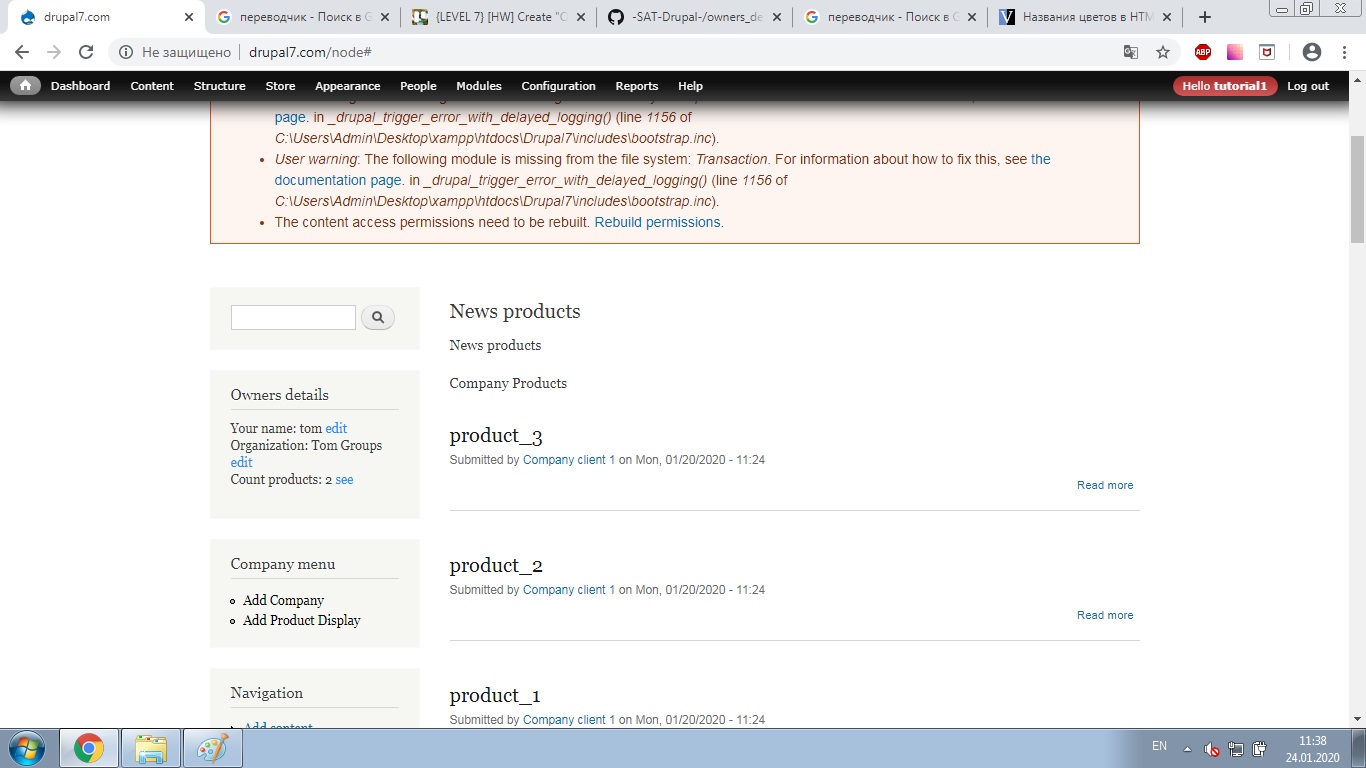 drupal7.com
переводчик - Поиск в G
{LEVEL 7} [HW] Create "O
-SAT-Drupal-/owners_de
переводчик - Поиск в G
Названия цветов в HTM
Не защищено
drupal7.com/node#
ABP
Dashboard Content Structure Store Appearance People Modules Configuration Reports Help
Hello tutorial1 Log out
page. in _drupal_trigger_error_with_delayed_logging() (line 1156 of
C:\Users\Admin\Desktop\xampp\htdocs\Drupal7\includes\bootstrap.inc).
User warning: The following module is missing from the file system: Transaction. For information about how to fix this, see the
documentation page. in _drupal_trigger_error_with_delayed_logging() (line 1156 of
C:\Users\Admin\Desktop\xampp\htdocs\Drupal7\includes\bootstrap.inc).
The content access permissions need to be rebuilt. Rebuild permissions.
Owners details
Your name: tom edit
Organization: Tom Groups
edit
Count products: 2 see
Company menu
Add Company
Add Product Display
Navigation
Add content
News products
News products
Company Products
product_3
Submitted by Company client 1 on Mon, 01/20/2020 - 11:24
Read more
product_2
Submitted by Company client 1 on Mon, 01/20/2020 - 11:24
Read more
product_1
Submitted by Company client 1 on Mon, 01/20/2020 - 11:24
EN
11:38
24.01.2020